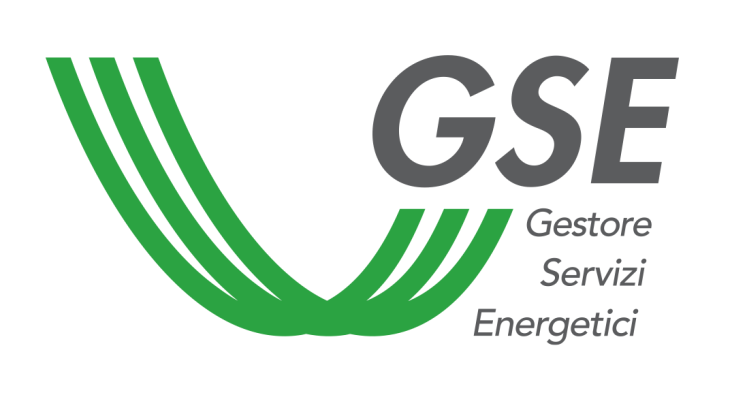 GSE
Gestore
Servizi
Energetici